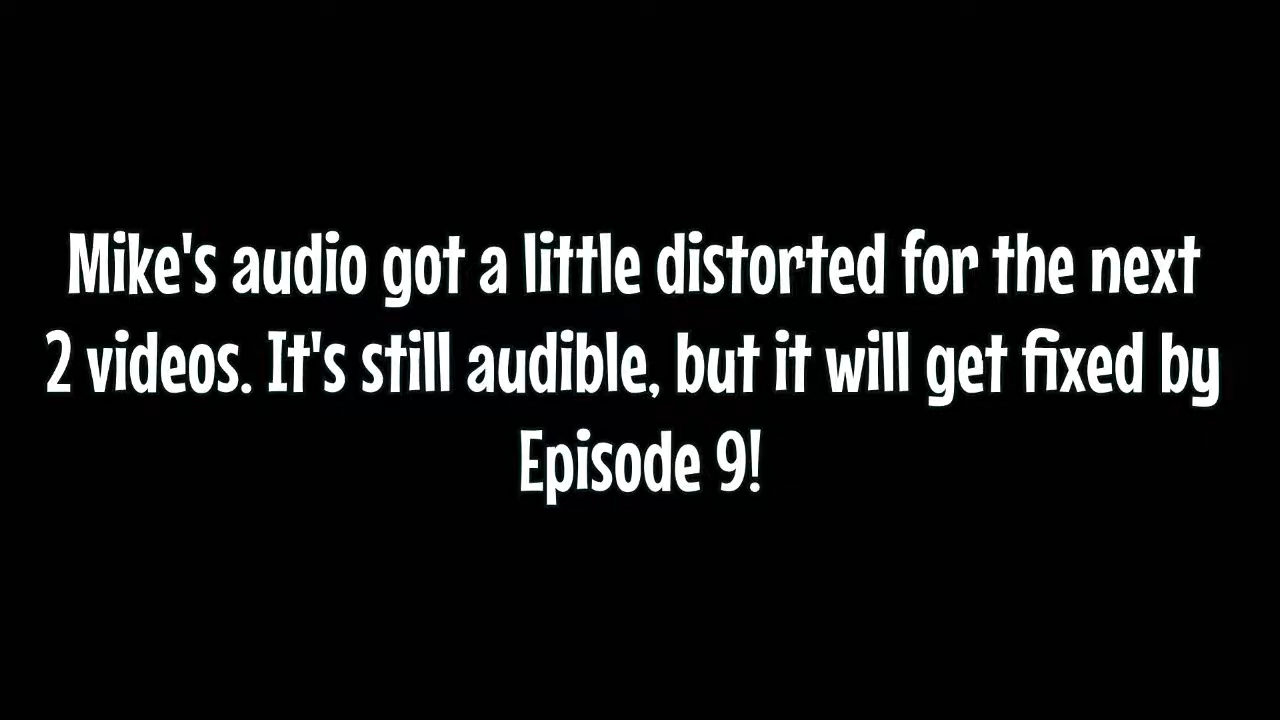 Mike's audio got a little distorted for the next
2 videos. It's still audible, but it will get fixed by
Episode 9!